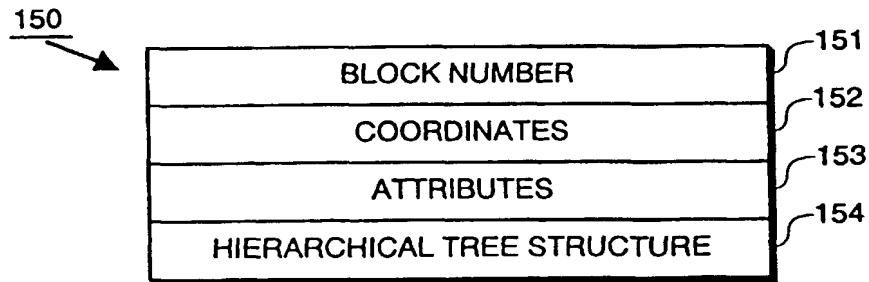 150
BLOCK NUMBER 151
COORDINATES 152
ATTRIBUTES 153
HIERARCHICAL TREE STRUCTURE 154